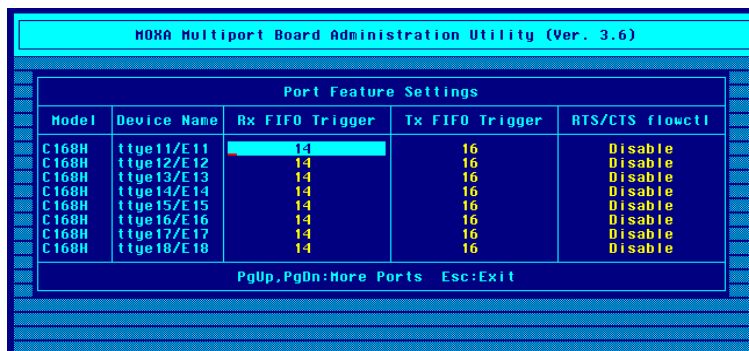 MOXA Multiport Board Administration Utility (Ver. 3.6)
Port Feature Settings
Model Device Name Rx FIFO Trigger Tx FIFO Trigger RTS/CTS flowctl
C168H ttye11/E11 14 16 Disable
C168H ttye12/E12 14 16 Disable
C168H ttye13/E13 14 16 Disable
C168H ttye14/E14 14 16 Disable
C168H ttye15/E15 14 16 Disable
C168H ttye16/E16 14 16 Disable
C168H ttye17/E17 14 16 Disable
C168H ttye18/E18 14 16 Disable
PgUp,PgDn:More Ports Esc:Exit